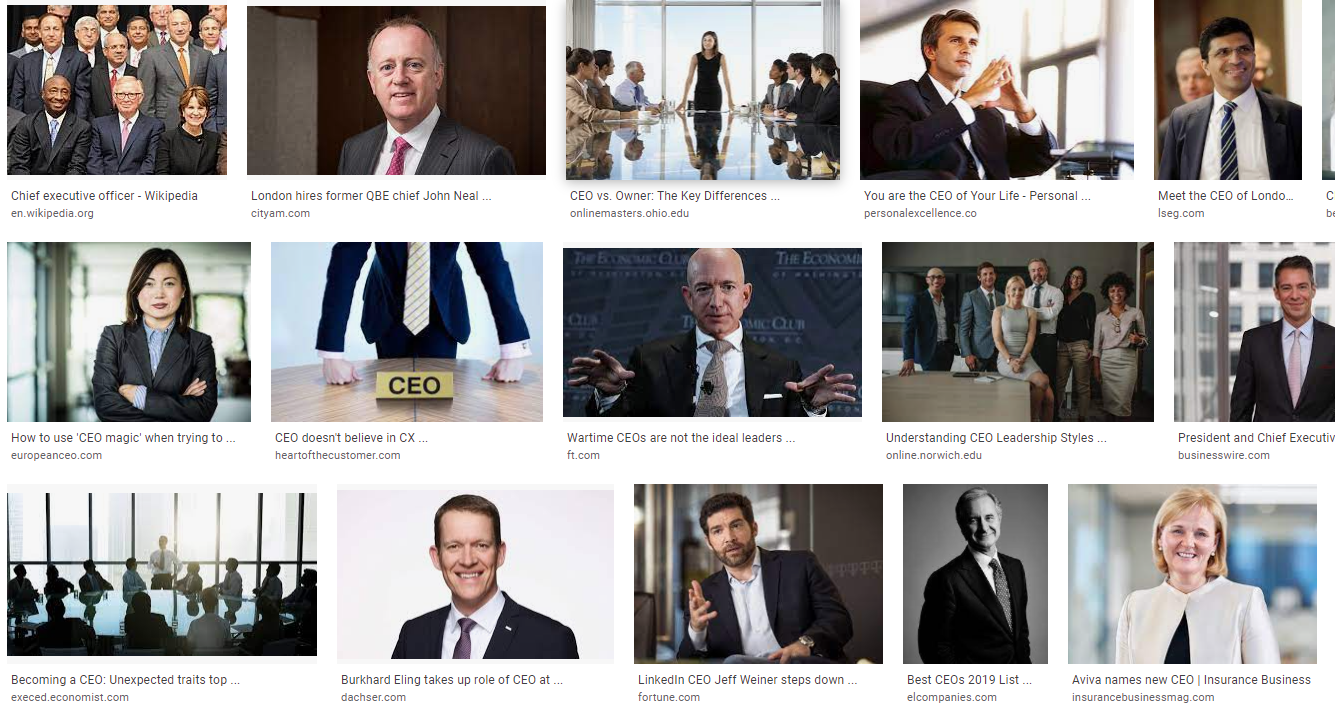 Chief executive officer - Wikipedia
en.wikipedia.org
London hires former QBE chief John Neal ...
cityam.com
CEO vs. Owner: The Key Differences ...
onlinemasters.ohio.edu
You are the CEO of Your Life - Personal ...
personalexcellence.co
Meet the CEO of Londo...
lseg.com
CEO
THE ECONOMIC CLUB
How to use 'CEO magic' when trying to ...
europeanceo.com
CEO doesn't believe in CX ...
heartofthecustomer.com
Wartime CEOs are not the ideal leaders ...
ft.com
Understanding CEO Leadership Styles ...
online.norwich.edu
President and Chief Executiv
businesswire.com
Becoming a CEO: Unexpected traits top ...
execed.economist.com
Burkhard Eling takes up role of CEO at ...
dachser.com
LinkedIn CEO Jeff Weiner steps down ...
fortune.com
Best CEOs 2019 List ...
elcompanies.com
Aviva names new CEO | Insurance Business
insurancebusinessmag.com